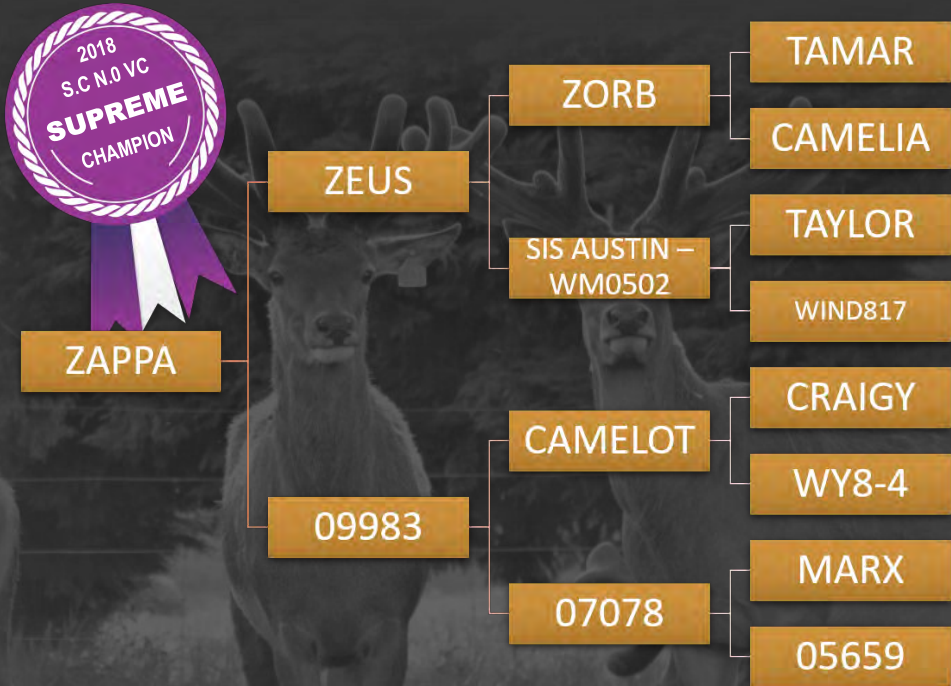 2018
S.C N.0 VC
SUPREME
CHAMPION
ZAPPA
ZEUS
09983
ZORB
SIS AUSTIN –
WM0502
CAMELOT
07078
TAMAR
CAMELIA
TAYLOR
WIND817
CRAIGY
WY8-4
MARX
05659